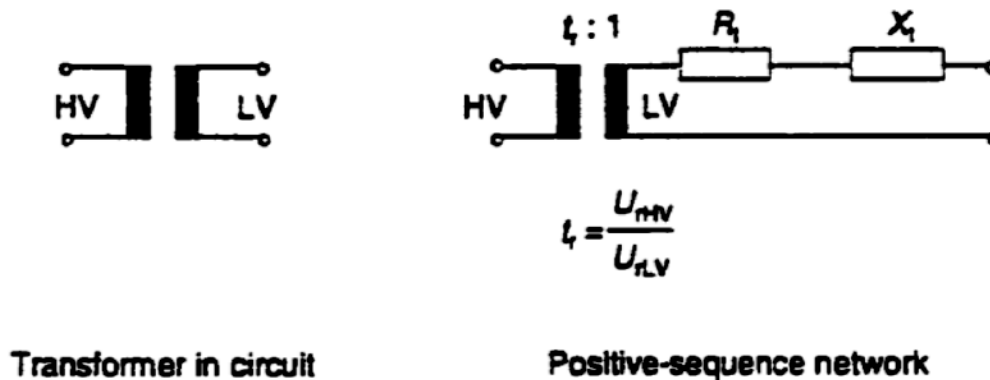 t_r : 1 R_1 X_1
HV LV HV LV
t_r = U_rHV / U_rLV
Transformer in circuit Positive-sequence network